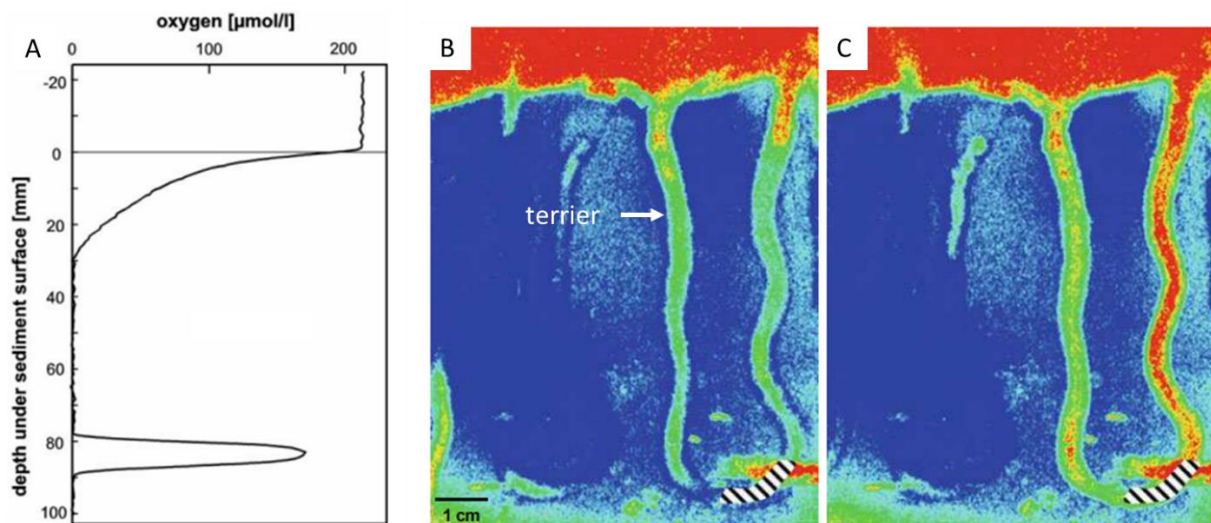 oxygen [µmol/l]
A
0
100
200
-20
0
20
40
60
80
100
depth under sediment surface [mm]
B
terrier
1 cm
C